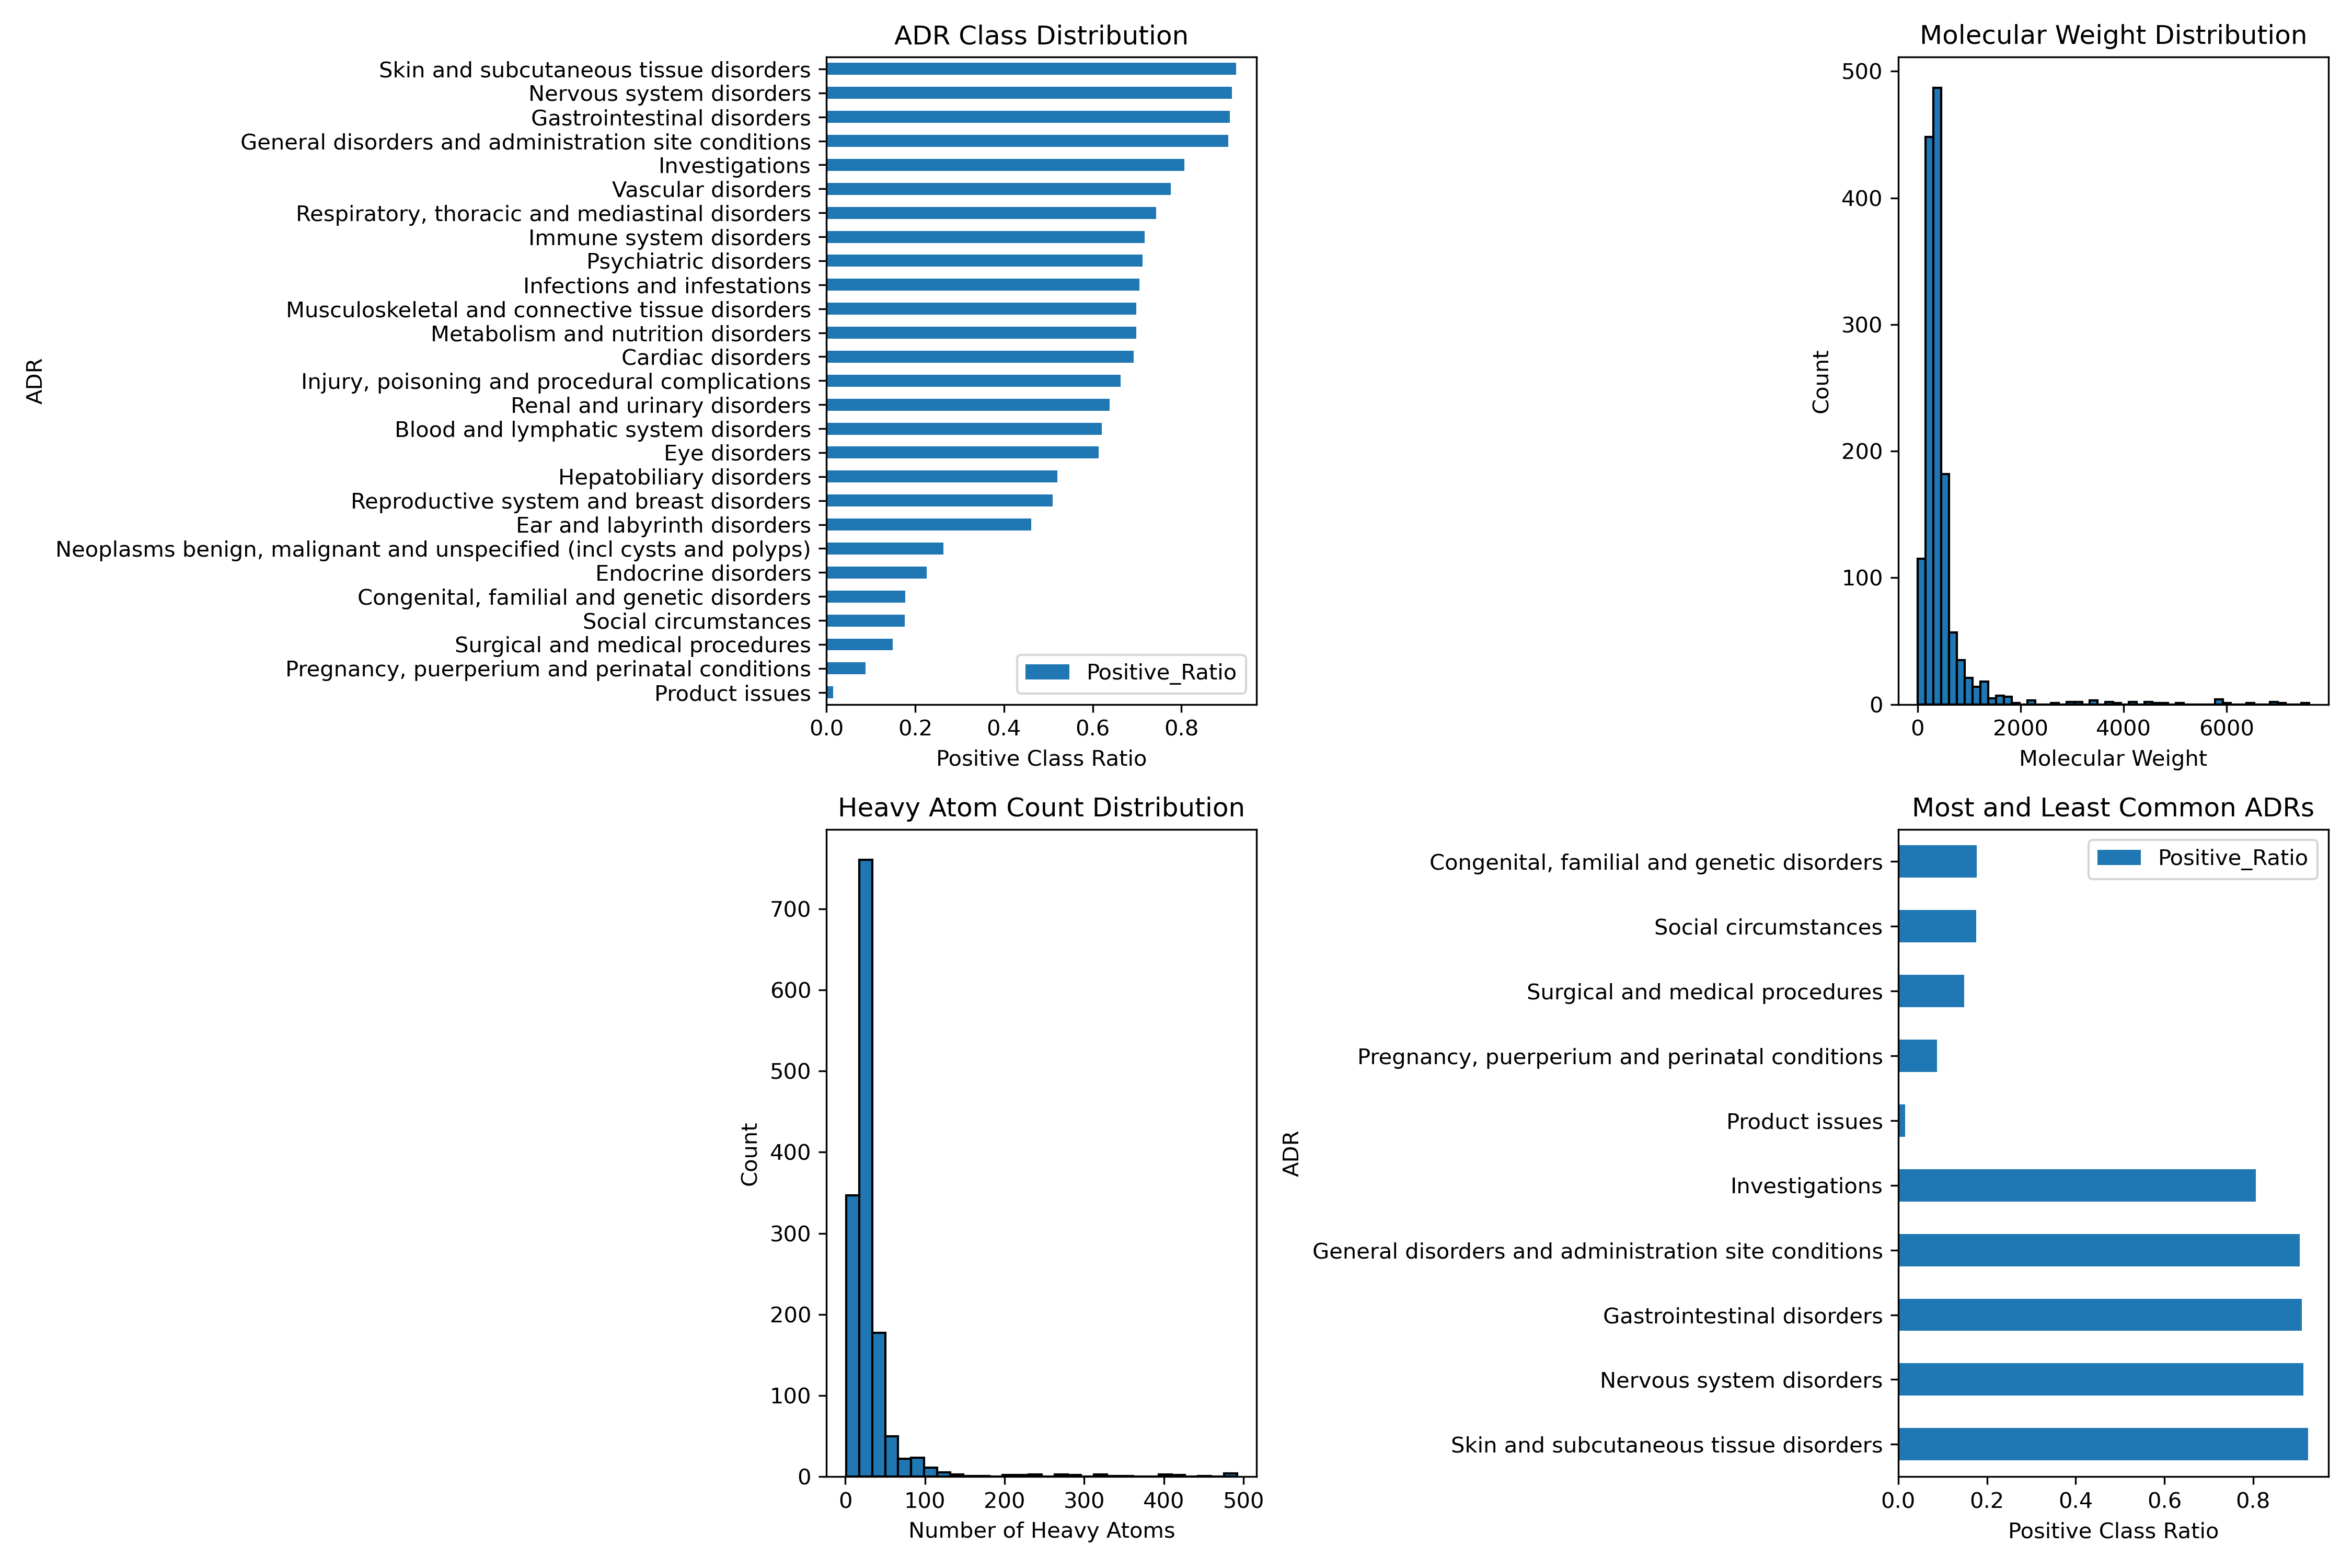 ADR Class Distribution
ADR
Skin and subcutaneous tissue disorders
Nervous system disorders
Gastrointestinal disorders
General disorders and administration site conditions
Investigations
Vascular disorders
Respiratory, thoracic and mediastinal disorders
Immune system disorders
Psychiatric disorders
Infections and infestations
Musculoskeletal and connective tissue disorders
Metabolism and nutrition disorders
Cardiac disorders
Injury, poisoning and procedural complications
Renal and urinary disorders
Blood and lymphatic system disorders
Eye disorders
Hepatobiliary disorders
Reproductive system and breast disorders
Ear and labyrinth disorders
Neoplasms benign, malignant and unspecified (incl cysts and polyps)
Endocrine disorders
Congenital, familial and genetic disorders
Social circumstances
Surgical and medical procedures
Pregnancy, puerperium and perinatal conditions
Product issues
Positive_Ratio
0.0 0.2 0.4 0.6 0.8
Positive Class Ratio
Molecular Weight Distribution
Count
500
400
300
200
100
0
0 2000 4000 6000
Molecular Weight
Heavy Atom Count Distribution
Count
700
600
500
400
300
200
100
0
0 100 200 300 400 500
Number of Heavy Atoms
Most and Least Common ADRs
ADR
Positive_Ratio
Congenital, familial and genetic disorders
Social circumstances
Surgical and medical procedures
Pregnancy, puerperium and perinatal conditions
Product issues
Investigations
General disorders and administration site conditions
Gastrointestinal disorders
Nervous system disorders
Skin and subcutaneous tissue disorders
0.0 0.2 0.4 0.6 0.8
Positive Class Ratio